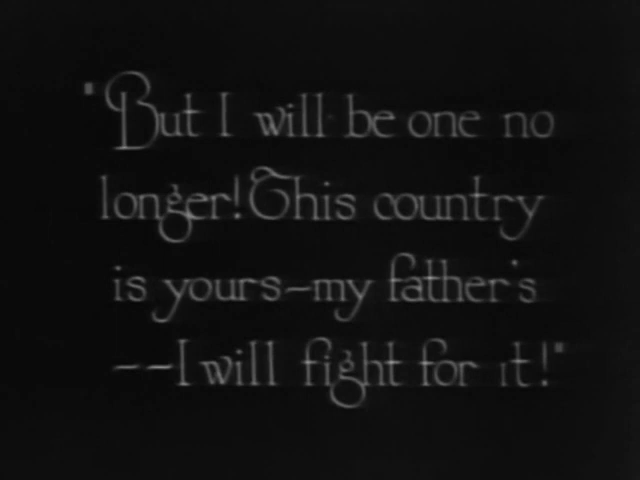 "But I will be one no
longer! This country
is yours—my father's
——I will fight for it!"